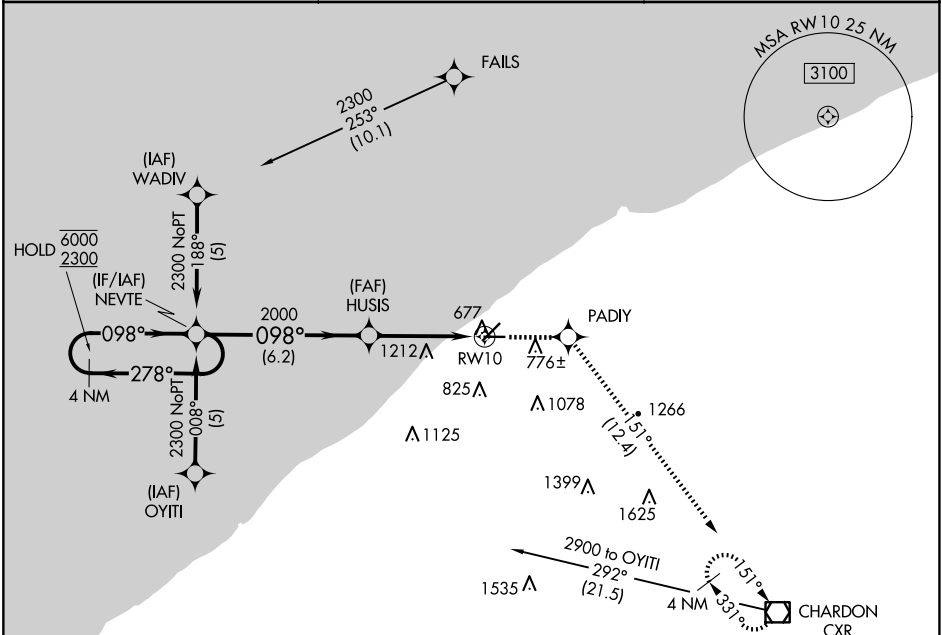 MSA RW10 25 NM
3100
FAILS
2300
253°
(10.1)
(IAF)
WADIV
2300 NoPT
188°
(5)
HOLD
6000
2300
(IF/IAF)
NEVTE
098°
278°
4 NM
2000
098°
(6.2)
(FAF)
HUSIS
1212
677
RW10
776±
PADIY
825
1078
1125
2300 NoPT
008°
(5)
(IAF)
OYITI
1266
151°
(12.4)
1399
1625
2900 to OYITI
292°
(21.5)
1535
4 NM
151°
331°
CHARDON
CXR